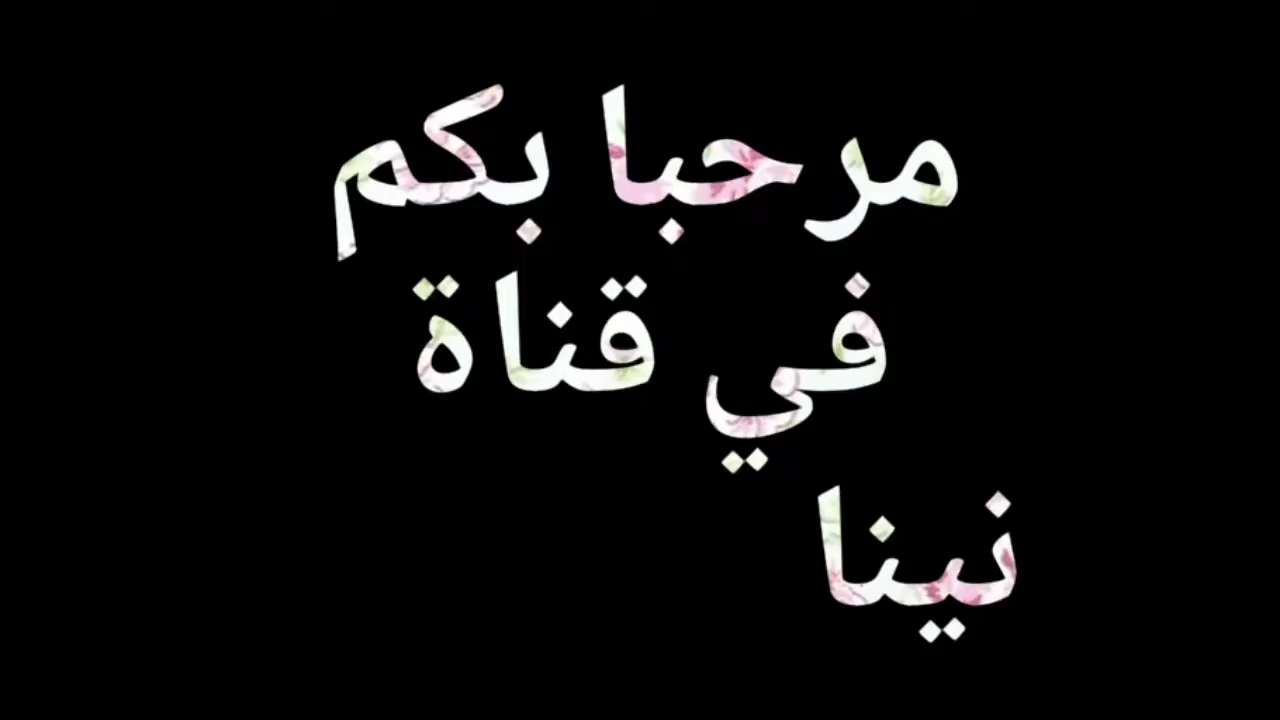 مرحبا بكم
في قناة
نينا